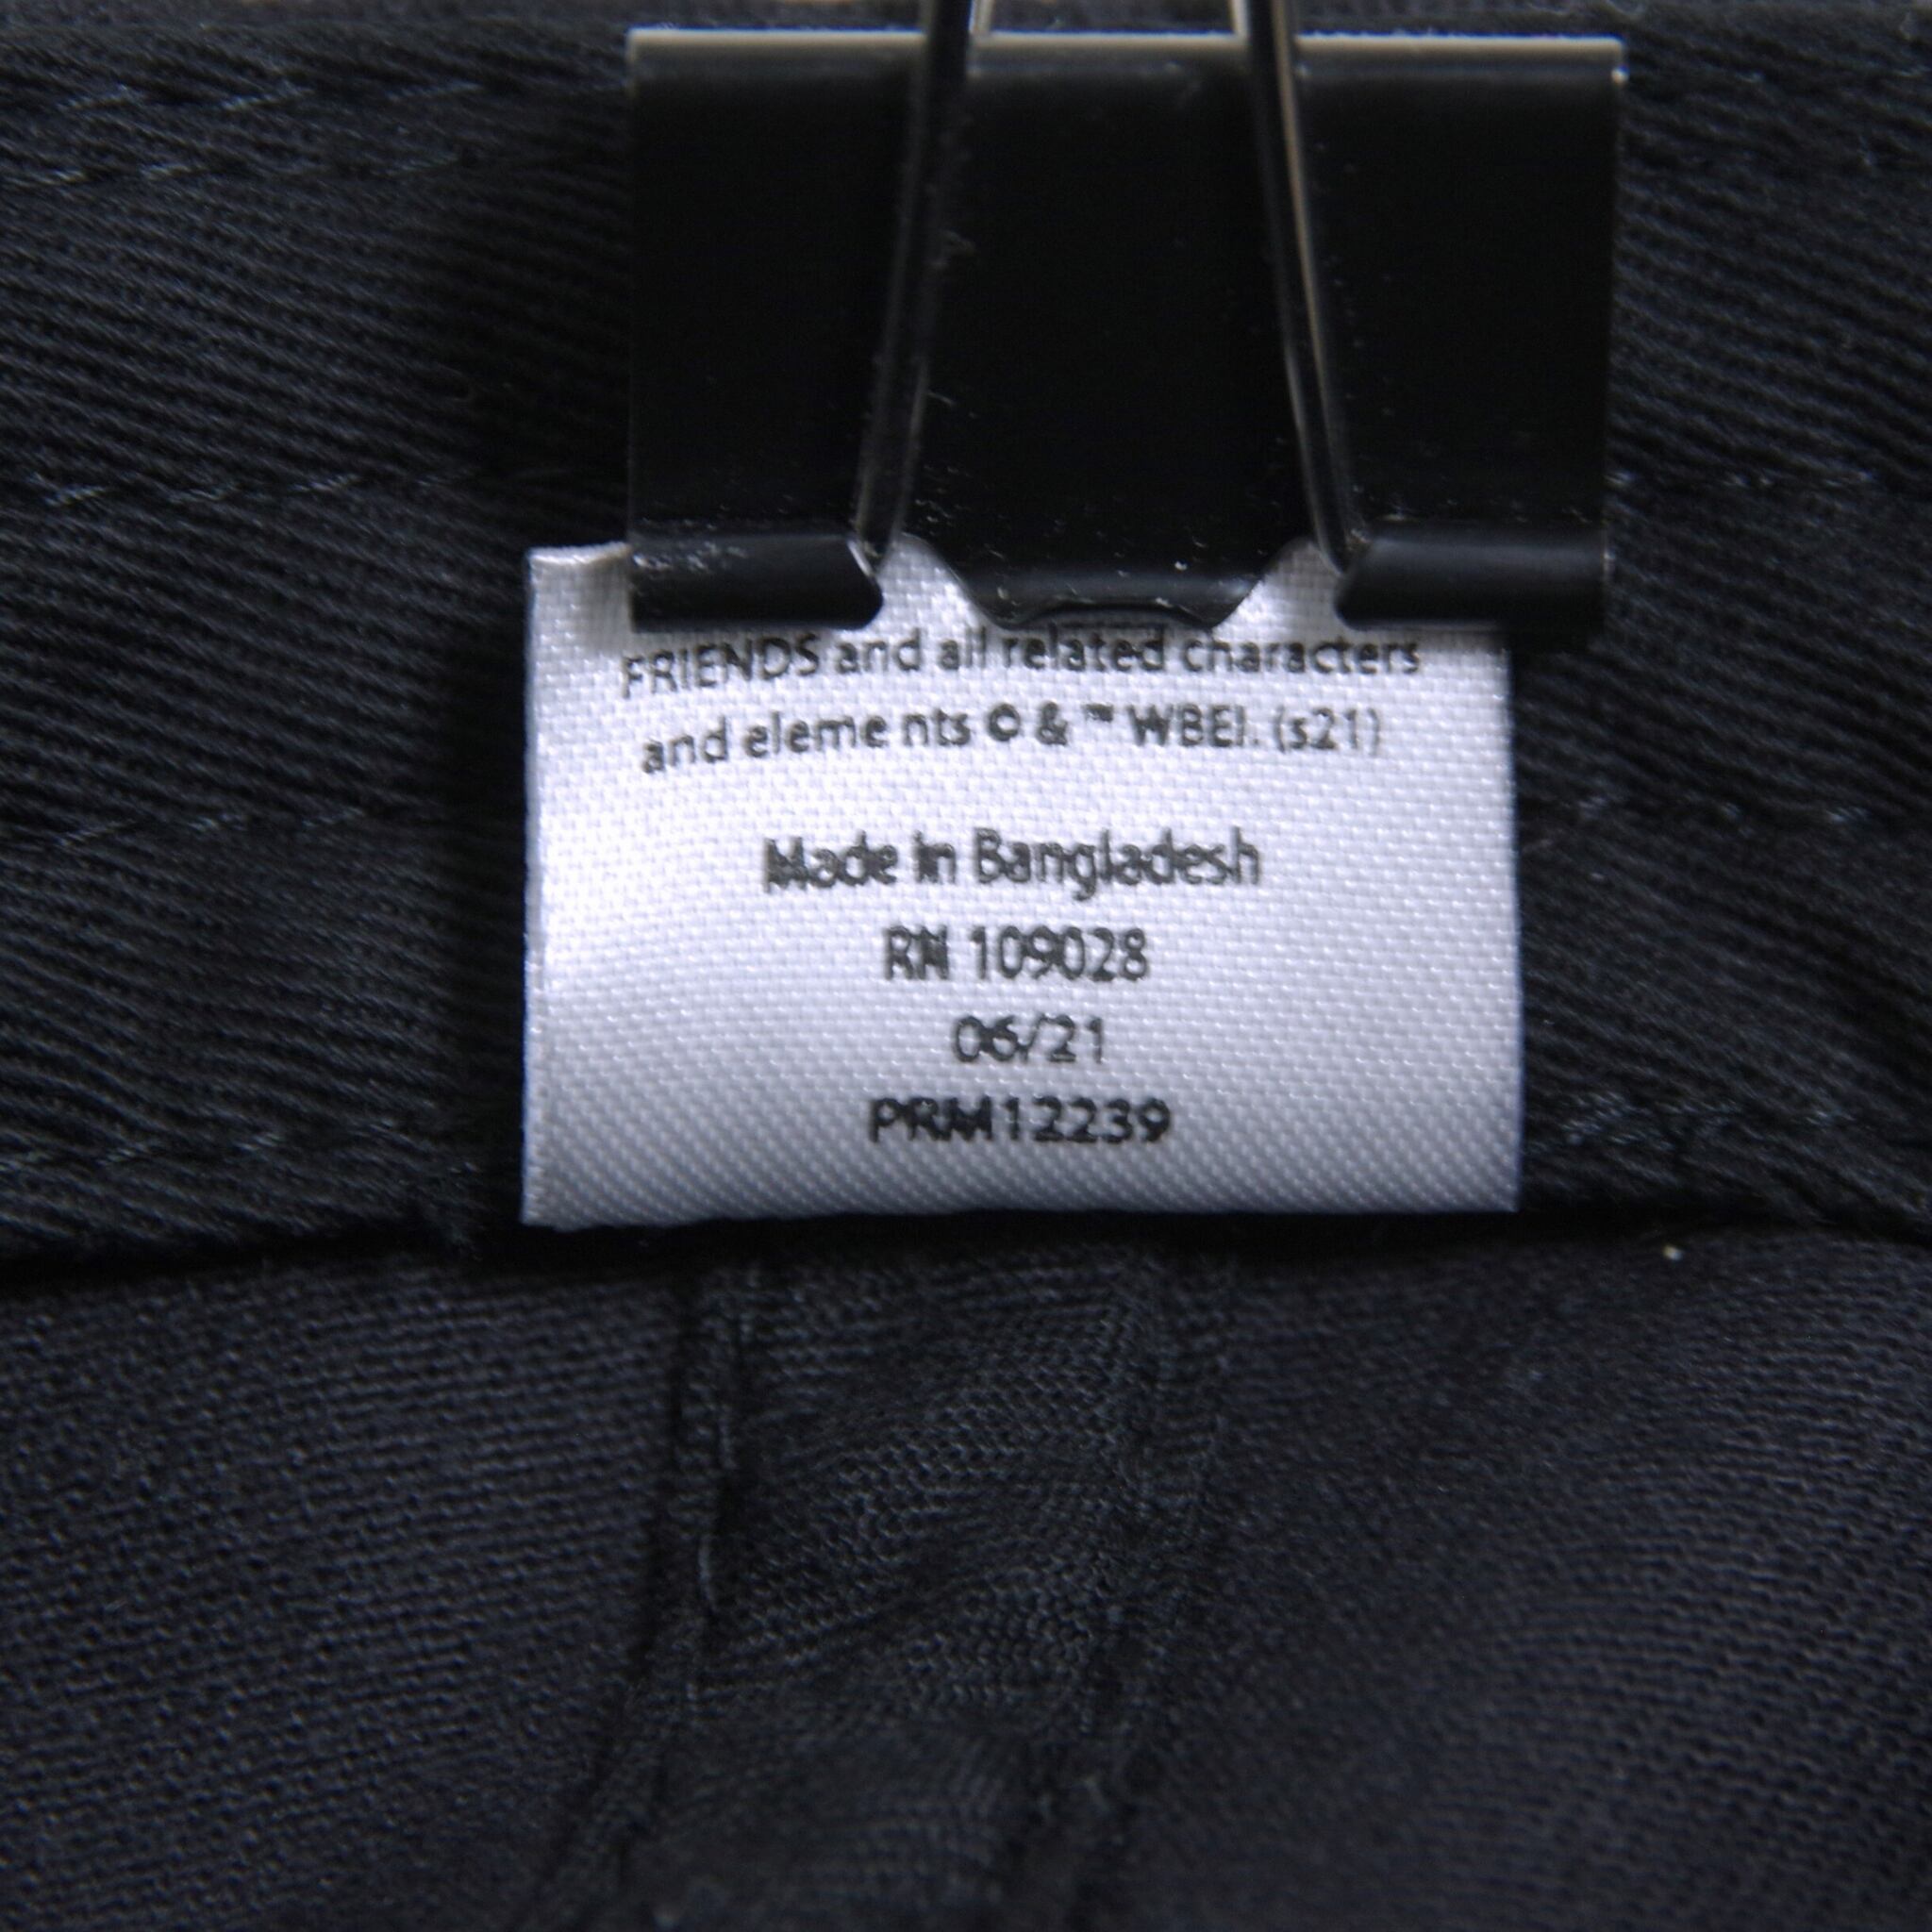 FRIENDS and all related characters
and elements © & ™ WBEI. (s21)
Made in Bangladesh
RN 109028
06/21
PRM12239